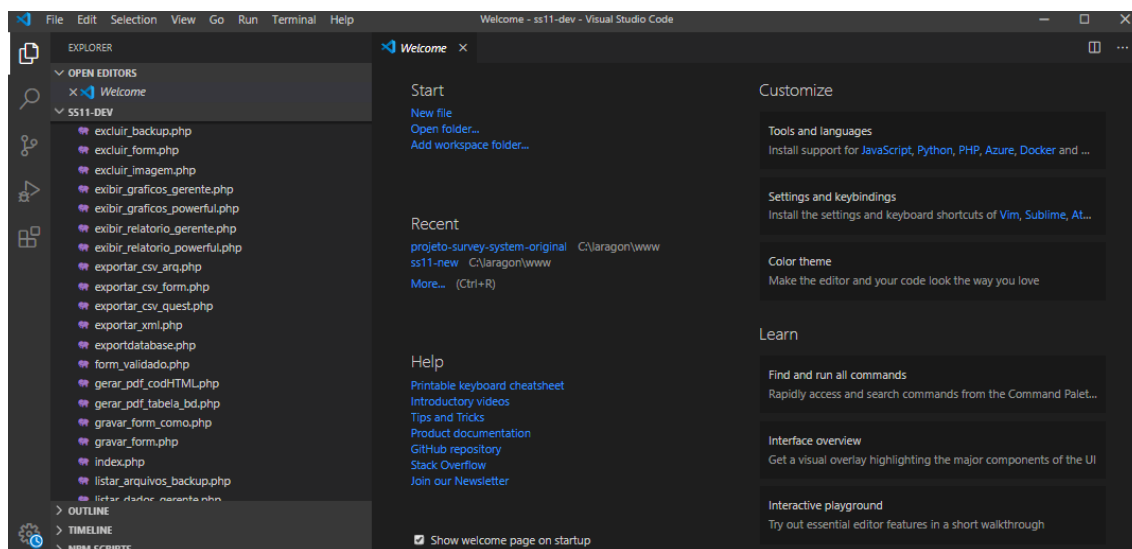 File Edit Selection View Go Run Terminal Help
Welcome - ss11-dev - Visual Studio Code
EXPLORER
OPEN EDITORS
Welcome
SS11-DEV
excluir_backup.php
excluir_form.php
excluir_imagem.php
exibir_graficos_gerente.php
exibir_graficos_powerful.php
exibir_relatorio_gerente.php
exibir_relatorio_powerful.php
exportar_csv_arq.php
exportar_csv_form.php
exportar_csv_quest.php
exportar_xml.php
exportdatabase.php
form_validado.php
gerar_pdf_codHTML.php
gerar_pdf_tabela_bd.php
gravar_form_como.php
gravar_form.php
index.php
listar_arquivos_backup.php
listar_dados_gerente.php
OUTLINE
TIMELINE
NPM SCRIPTS
Welcome
Start
New file
Open folder...
Add workspace folder...
Recent
projeto-survey-system-original C:\laragon\www
ss11-new C:\laragon\www
More... (Ctrl+R)
Help
Printable keyboard cheatsheet
Introductory videos
Tips and Tricks
Product documentation
GitHub repository
Stack Overflow
Join our Newsletter
Show welcome page on startup
Customize
Tools and languages
Install support for JavaScript, Python, PHP, Azure, Docker and ...
Settings and keybindings
Install the settings and keyboard shortcuts of Vim, Sublime, At...
Color theme
Make the editor and your code look the way you love
Learn
Find and run all commands
Rapidly access and search commands from the Command Palet...
Interface overview
Get a visual overlay highlighting the major components of the UI
Interactive playground
Try out essential editor features in a short walkthrough